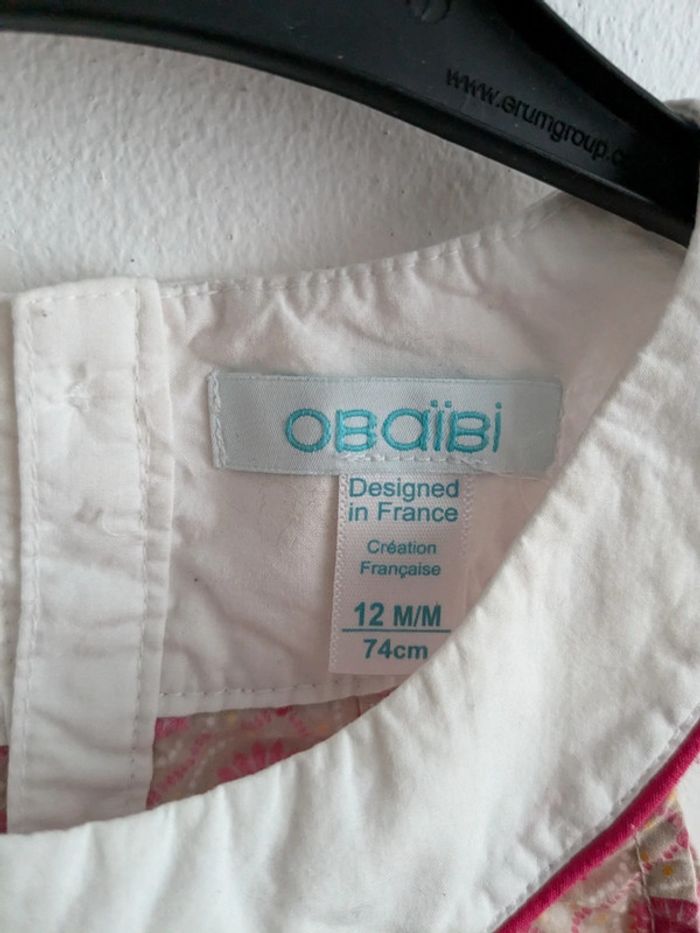 www.erumgroup.c
OBaïBi
Designed
in France
Création
Française
12 M/M
74cm